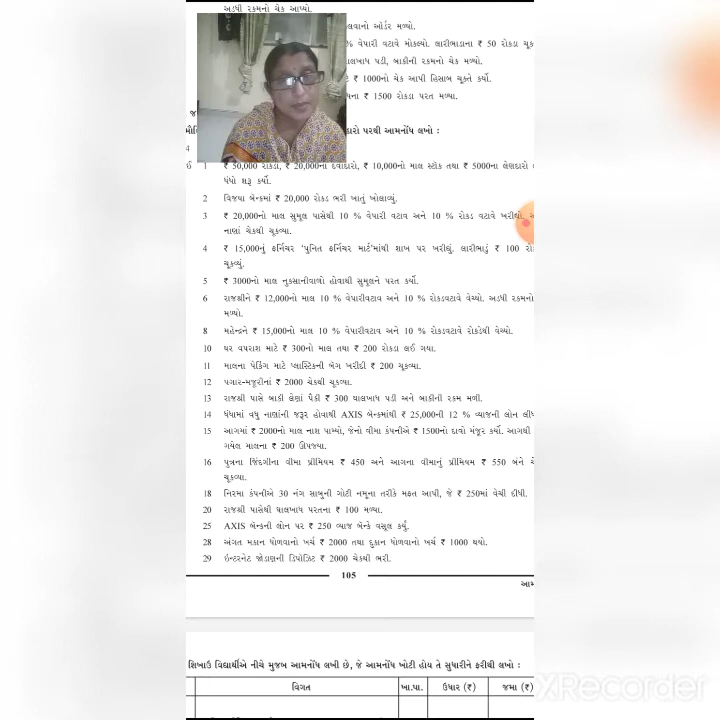 અડધી રકમનો ચેક આપ્યો.
લવાનો ઑર્ડર મળ્યો.
% વેપારી વટાવે મોકલ્યો. લારીભાડાના ₹ 50 રોકડા ચૂક
ાલખાધ પડી, બાકીની રકમનો ચેક મળ્યો.
₹ 1000નો ચેક આપી હિસાબ ચૂકતે કર્યો.
ના ₹ 1500 રોકડા પરત મળ્યા.
દારો પરથી આમનોંધ લખો :
4
1 ₹ 50,000 રોકડા, ₹ 20,000ના દેવાદારો, ₹ 10,000નો માલ સ્ટૉક તથા ₹ 5000ના લેણદારો
ધંધો શરૂ કર્યો.
2 વિજયા બૅન્કમાં ₹ 20,000 રોકડ ભરી ખાતું ખોલાવ્યું.
3 ₹ 20,000નો માલ સુમૂલ પાસેથી 10 % વેપારી વટાવ અને 10 % રોકડ વટાવે ખરીદ્યો.
નાણાં ચેકથી ચૂકવ્યા.
4 ₹ 15,000નું ફર્નિચર ‘પુનિત ફર્નિચર માર્ટ’માંથી શાખ પર ખરીદ્યું. લારીભાડું ₹ 100 રો
ચૂકવ્યું.
5 ₹ 3000નો માલ નુકસાનીવાળો હોવાથી સુમૂલને પરત કર્યો.
6 રાજશ્રીને ₹ 12,000નો માલ 10 % વેપારીવટાવ અને 10 % રોકડવટાવે વેચ્યો. અડધી રકમનો
મળ્યો.
8 મહેન્દ્રને ₹ 15,000નો માલ 10 % વેપારીવટાવ અને 10 % રોકડવટાવે રોકડેથી વેચ્યો.
10 ઘર વપરાશ માટે ₹ 300નો માલ તથા ₹ 200 રોકડા લઈ ગયા.
11 માલના પેકિંગ માટે પ્લાસ્ટિકની બૅગ ખરીદી ₹ 200 ચૂકવ્યા.
12 પગાર-મજૂરીનાં ₹ 2000 ચેકથી ચૂકવ્યા.
13 રાજશ્રી પાસે બાકી લેણાં પૈકી ₹ 300 ઘાલખાધ પડી અને બાકીની રકમ મળી.
14 ધંધામાં વધુ નાણાંની જરૂર હોવાથી AXIS બૅન્કમાંથી ₹ 25,000ની 12 % વ્યાજની લોન લીધ
15 આગમાં ₹ 2000નો માલ નાશ પામ્યો, જેનો વીમા કંપનીએ ₹ 1500નો દાવો મંજૂર કર્યો. આગથી
ગયેલ માલના ₹ 200 ઊપજ્યા.
16 પુત્રના જિંદગીના વીમા પ્રીમિયમ ₹ 450 અને આગના વીમાનું પ્રીમિયમ ₹ 550 બંને ચે
ચૂકવ્યા.
18 નિરમા કંપનીએ 30 નંગ સાબુની ગોટી નમૂના તરીકે મફત આપી, જે ₹ 250માં વેચી દીધી.
20 રાજશ્રી પાસેથી ઘાલખાધ પરતના ₹ 100 મળ્યા.
25 AXIS બૅન્કની લોન પર ₹ 250 વ્યાજ બૅન્કે વસૂલ કર્યું.
28 અંગત મકાન ધોળવાનો ખર્ચ ₹ 2000 તથા દુકાન ધોળવાનો ખર્ચ ₹ 1000 થયો.
29 ઇન્ટરનેટ જોડાણની ડિપોઝિટ ₹ 2000 ચેકથી ભરી.
105
આમ
શિખાઉ વિદ્યાર્થીએ નીચે મુજબ આમનોંધ લખી છે, જે આમનોંધ ખોટી હોય તે સુધારીને ફરીથી લખો :
વિગત ખા.પા. ઉધાર (₹) જમા (₹)
XRecorder